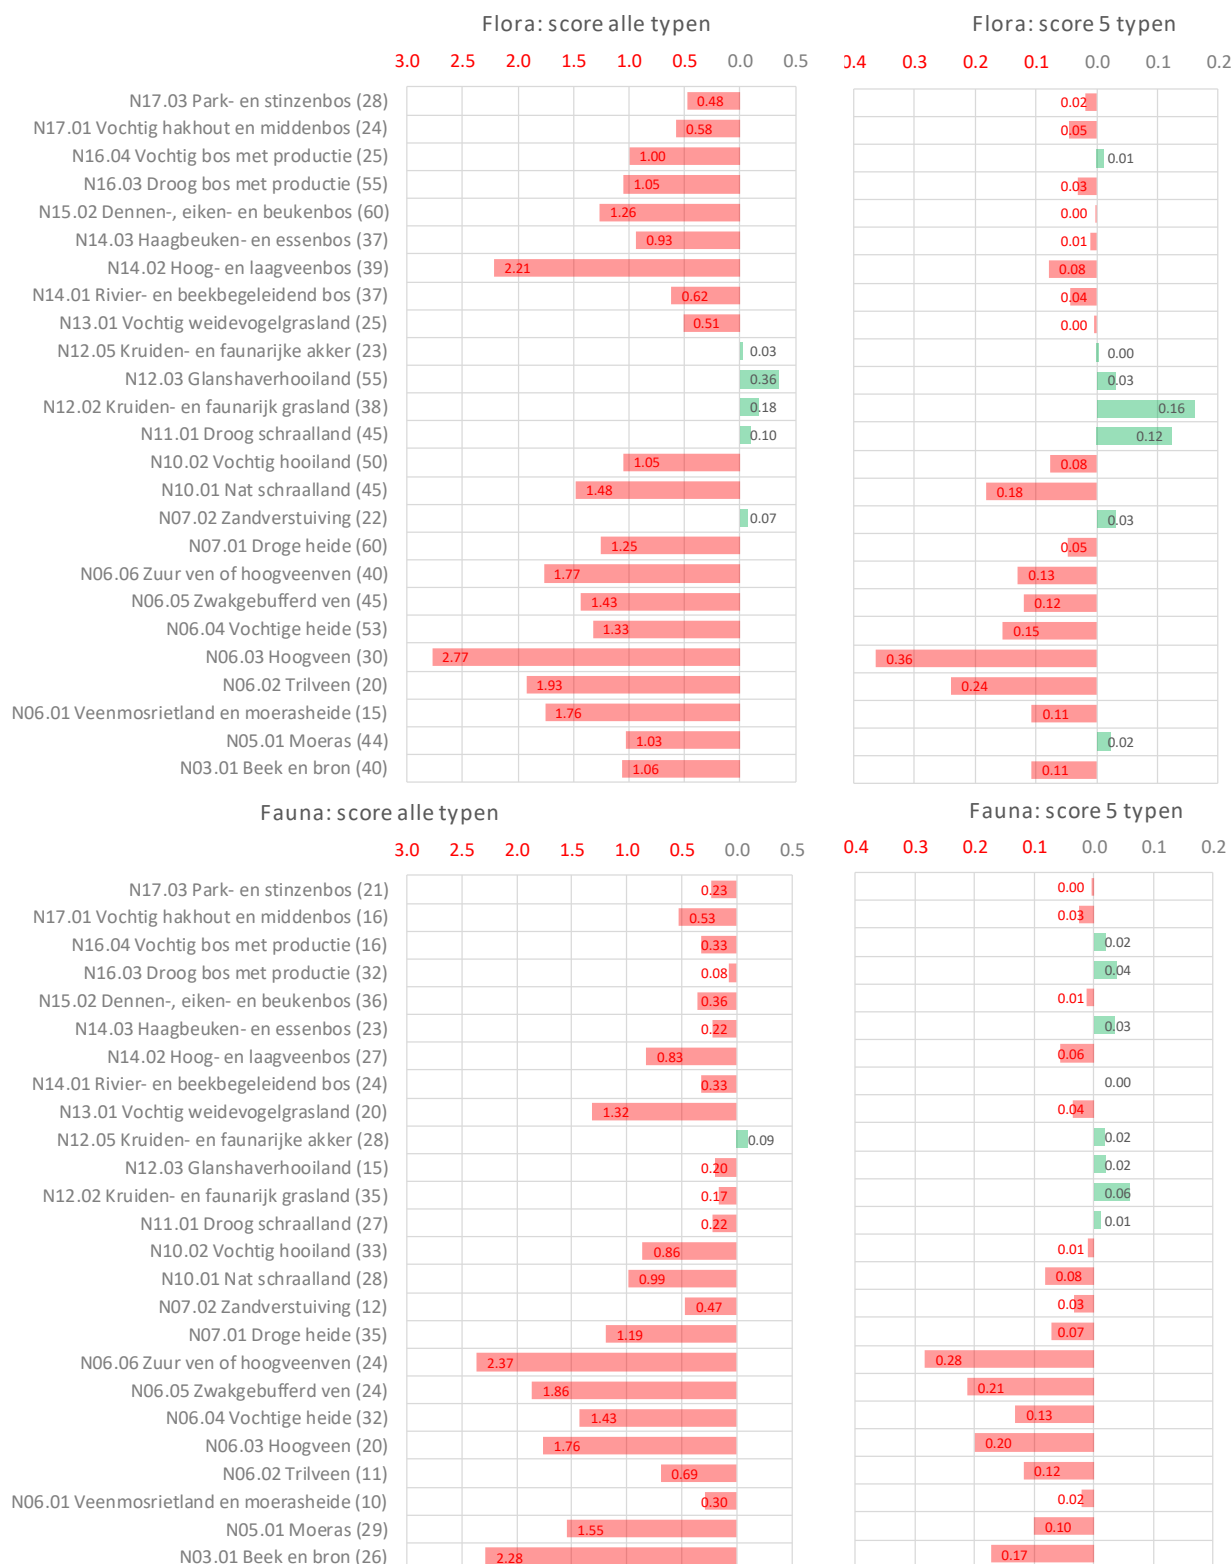 Flora: score alle typen
Flora: score 5 typen
3.0 2.5 2.0 1.5 1.0 0.5 0.0 0.5
0.4 0.3 0.2 0.1 0.0 0.1 0.2
N17.03 Park- en stinzenbos (28) 0.48 0.02
N17.01 Vochtig hakhout en middenbos (24) 0.58 0.05
N16.04 Vochtig bos met productie (25) 1.00 0.01
N16.03 Droog bos met productie (55) 1.05 0.03
N15.02 Dennen-, eiken- en beukenbos (60) 1.26 0.00
N14.03 Haagbeuken- en essenbos (37) 0.93 0.01
N14.02 Hoog- en laagveenbos (39) 2.21 0.08
N14.01 Rivier- en beekbegeleidend bos (37) 0.62 0.04
N13.01 Vochtig weidevogelgrasland (25) 0.51 0.00
N12.05 Kruiden- en faunarijke akker (23) 0.03 0.00
N12.03 Glanshaverhooiland (55) 0.36 0.03
N12.02 Kruiden- en faunarijk grasland (38) 0.18 0.16
N11.01 Droog schraalland (45) 0.10 0.12
N10.02 Vochtig hooiland (50) 1.05 0.08
N10.01 Nat schraalland (45) 1.48 0.18
N07.02 Zandverstuiving (22) 0.07 0.03
N07.01 Droge heide (60) 1.25 0.05
N06.06 Zuur ven of hoogveenven (40) 1.77 0.13
N06.05 Zwakgebufferd ven (45) 1.43 0.12
N06.04 Vochtige heide (53) 1.33 0.15
N06.03 Hoogveen (30) 2.77 0.36
N06.02 Trilveen (20) 1.93 0.24
N06.01 Veenmosrietland en moerasheide (15) 1.76 0.11
N05.01 Moeras (44) 1.03 0.02
N03.01 Beek en bron (40) 1.06 0.11
Fauna: score alle typen
Fauna: score 5 typen
3.0 2.5 2.0 1.5 1.0 0.5 0.0 0.5
0.4 0.3 0.2 0.1 0.0 0.1 0.2
N17.03 Park- en stinzenbos (21) 0.23 0.00
N17.01 Vochtig hakhout en middenbos (16) 0.53 0.03
N16.04 Vochtig bos met productie (16) 0.33 0.02
N16.03 Droog bos met productie (32) 0.08 0.04
N15.02 Dennen-, eiken- en beukenbos (36) 0.36 0.01
N14.03 Haagbeuken- en essenbos (23) 0.22 0.03
N14.02 Hoog- en laagveenbos (27) 0.83 0.06
N14.01 Rivier- en beekbegeleidend bos (24) 0.33 0.00
N13.01 Vochtig weidevogelgrasland (20) 1.32 0.04
N12.05 Kruiden- en faunarijke akker (28) 0.09 0.02
N12.03 Glanshaverhooiland (15) 0.20 0.02
N12.02 Kruiden- en faunarijk grasland (35) 0.17 0.06
N11.01 Droog schraalland (27) 0.22 0.01
N10.02 Vochtig hooiland (33) 0.86 0.01
N10.01 Nat schraalland (28) 0.99 0.08
N07.02 Zandverstuiving (12) 0.47 0.03
N07.01 Droge heide (35) 1.19 0.07
N06.06 Zuur ven of hoogveenven (24) 2.37 0.28
N06.05 Zwakgebufferd ven (24) 1.86 0.21
N06.04 Vochtige heide (32) 1.43 0.13
N06.03 Hoogveen (20) 1.76 0.20
N06.02 Trilveen (11) 0.69 0.12
N06.01 Veenmosrietland en moerasheide (10) 0.30 0.02
N05.01 Moeras (29) 1.55 0.10
N03.01 Beek en bron (26) 2.28 0.17